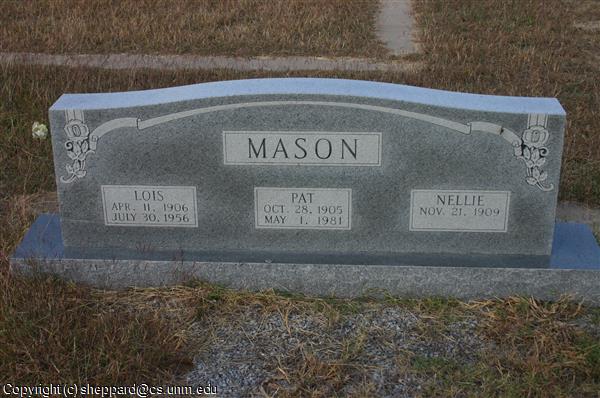 MASON
LOIS
APR. 11, 1906
JULY 30, 1956
PAT
OCT. 28, 1905
MAY 1, 1981
NELLIE
NOV. 21, 1909
Copyright (c) sheppard@cs.unm.edu